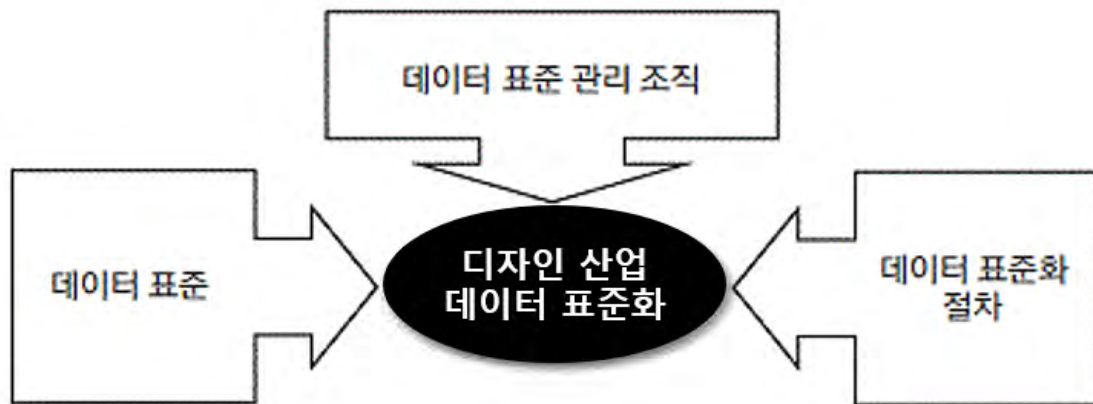 데이터 표준 관리 조직
데이터 표준
디자인 산업
데이터 표준화
데이터 표준화
절차